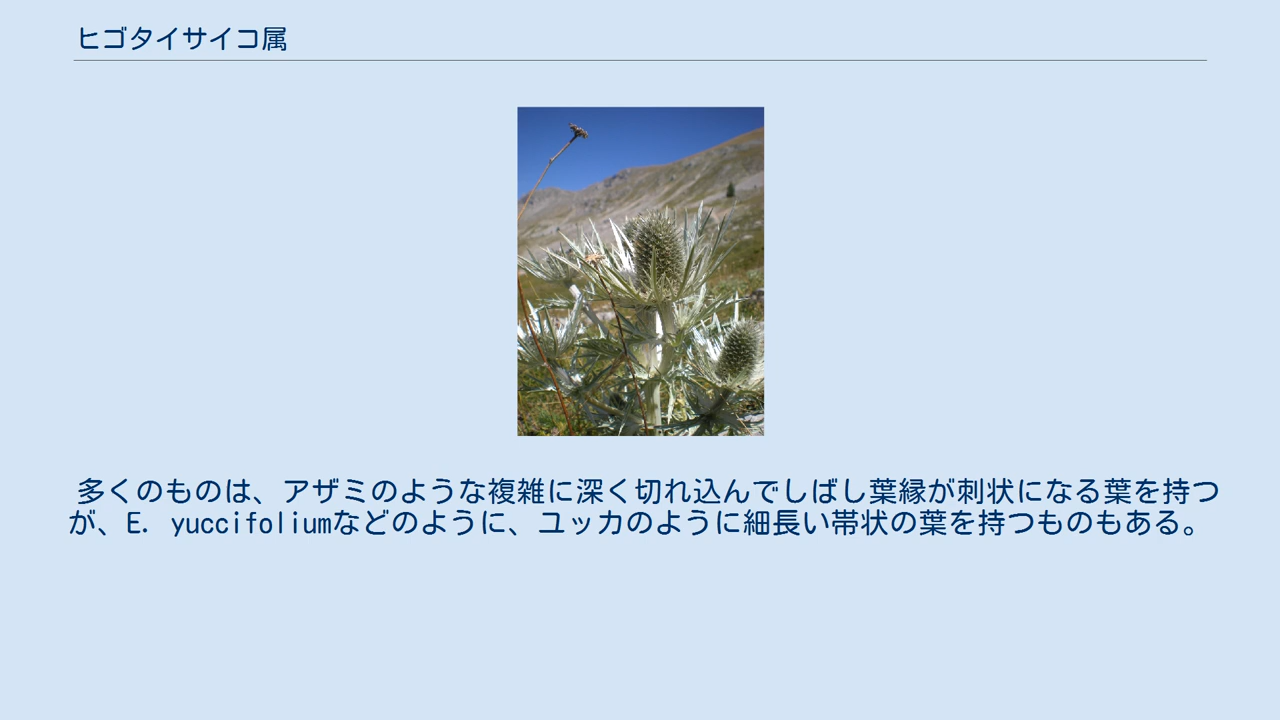 ヒゴタイサイコ属
多くのものは、アザミのような複雑に深く切れ込んでしばし葉縁が刺状になる葉を持つ
が、E. yuccifoliumなどのように、ユッカのように細長い帯状の葉を持つものもある。